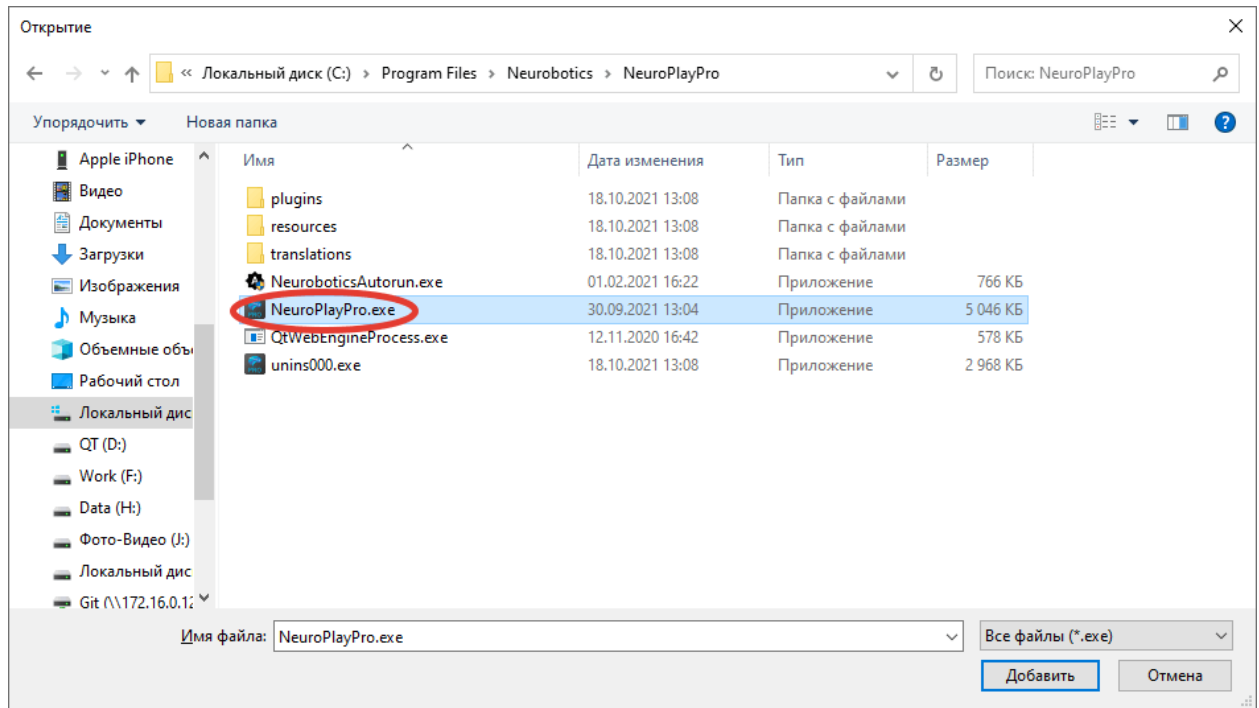 Открытие
« Локальный диск (C:) › Program Files › Neurobotics › NeuroPlayPro
Поиск: NeuroPlayPro
Упорядочить Новая папка
Apple iPhone
Видео
Документы
Загрузки
Изображения
Музыка
Объемные объ
Рабочий стол
Локальный дис
QT (D:)
Work (F:)
Data (H:)
Фото-Видео (J:)
Локальный дис
Git (\\172.16.0.12
Имя Дата изменения Тип Размер
plugins 18.10.2021 13:08 Папка с файлами
resources 18.10.2021 13:08 Папка с файлами
translations 18.10.2021 13:08 Папка с файлами
NeuroboticsAutorun.exe 01.02.2021 16:22 Приложение 766 КБ
NeuroPlayPro.exe 30.09.2021 13:04 Приложение 5 046 КБ
QtWebEngineProcess.exe 12.11.2020 16:42 Приложение 578 КБ
unins000.exe 18.10.2021 13:08 Приложение 2 968 КБ
Имя файла: NeuroPlayPro.exe
Все файлы (*.exe)
Добавить Отмена